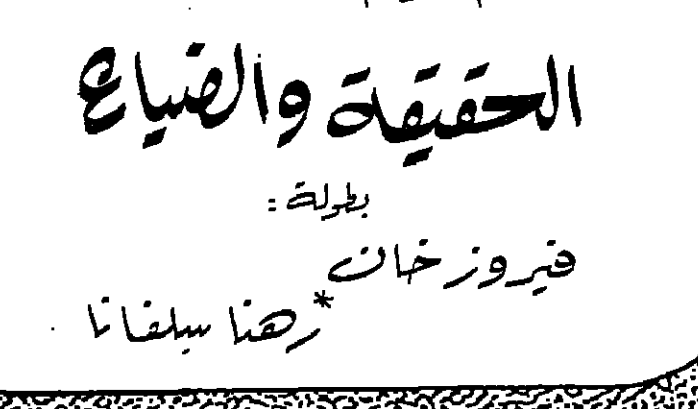 الحقيقة والضياع
بطولة :
فيروز خان
* رهنا سلفانا